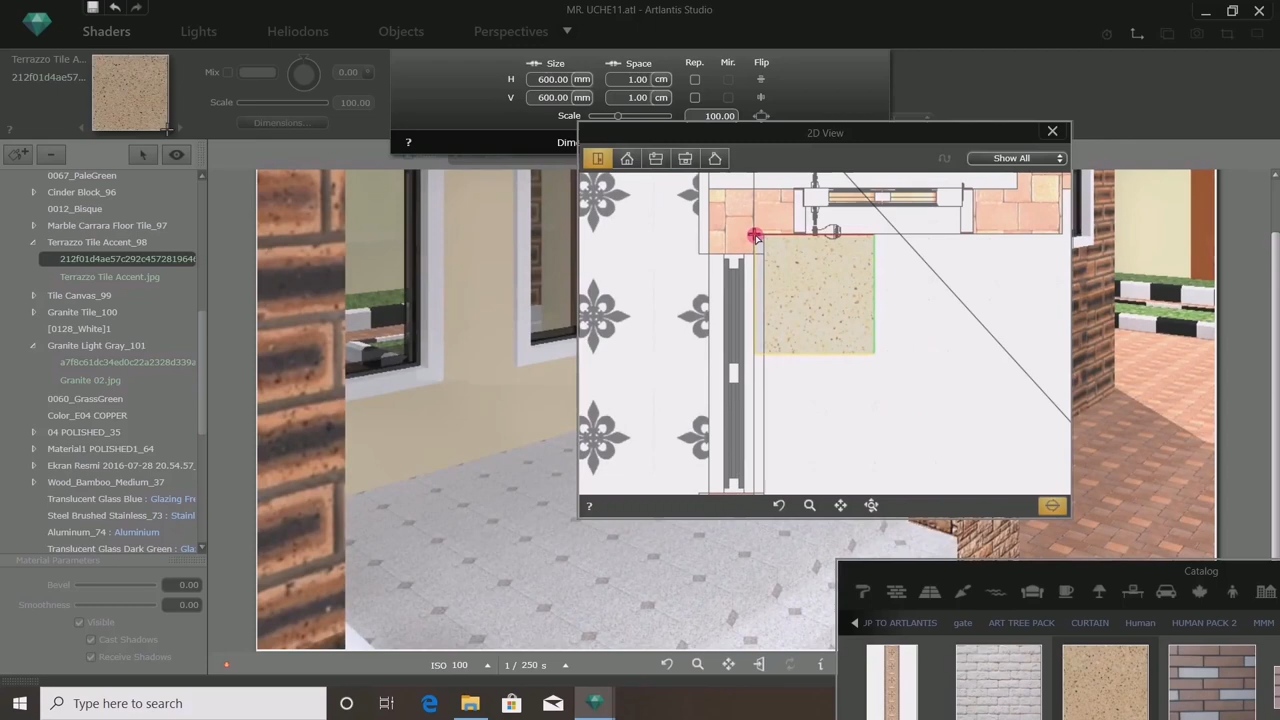 MR. UCHE11.atl - Artlantis Studio
Shaders
Lights
Heliodons
Objects
Perspectives
Terrazzo Tile A...
212f01d4ae57...
Mix
0.00
Scale
100.00
Dimensions...
?
Size
Space
Rep.
Mir.
Flip
H
600.00 mm
1.00 cm
V
600.00 mm
1.00 cm
Scale
100.00
?
2D View
Show All
?
0067_PaleGreen
Cinder Block_96
0012_Bisque
Marble Carrara Floor Tile_97
Terrazzo Tile Accent_98
Terrazzo Tile Accent.jpg
Tile Canvas_99
Granite Tile_100
[0128_White]1
Granite Light Gray_101
a7f8c61dc34ed0c22a2328d339a
Granite 02.jpg
0060_GrassGreen
Color_E04 COPPER
04 POLISHED_35
Material1 POLISHED1_64
Ekran Resmi 2016-07-28 20.54.57_
Wood_Bamboo_Medium_37
Translucent Glass Blue : Glazing Fre
Steel Brushed Stainless_73 : Stainl
Aluminum_74 : Aluminium
Translucent Glass Dark Green : Gla
Material Parameters
Bevel
0.00
Smoothness
0.00
Visible
Cast Shadows
Receive Shadows
ISO 100
1 / 250 s
Catalog
JP TO ARTLANTIS
gate
ART TREE PACK
CURTAIN
Human
HUMAN PACK 2
MMM
Type here to search